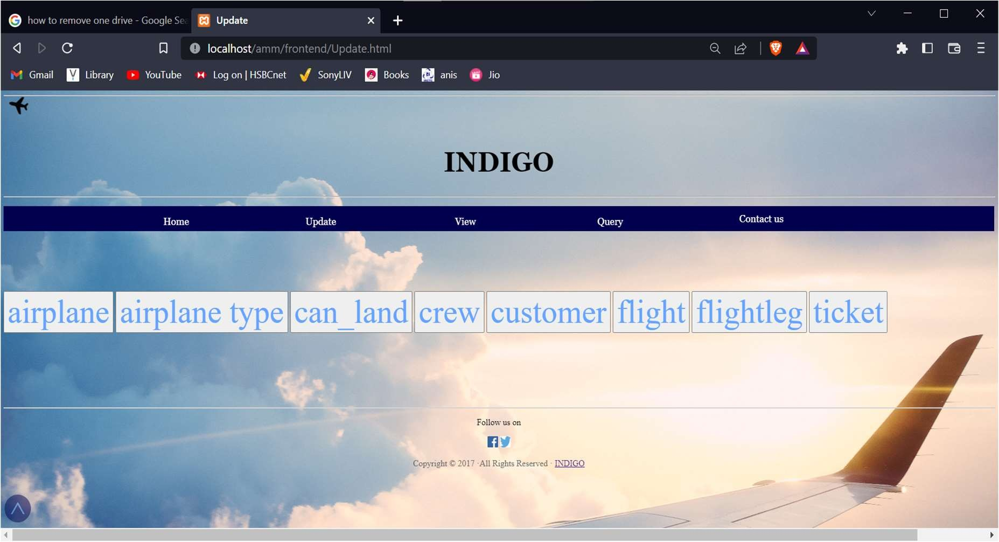 how to remove one drive - Google Sea
Update
localhost/amm/frontend/Update.html
Gmail Library YouTube Log on | HSBCnet SonyLIV Books anis Jio
INDIGO
Home Update View Query Contact us
airplane airplane type can_land crew customer flight flightleg ticket
Follow us on
Copyright © 2017 ·All Rights Reserved · INDIGO